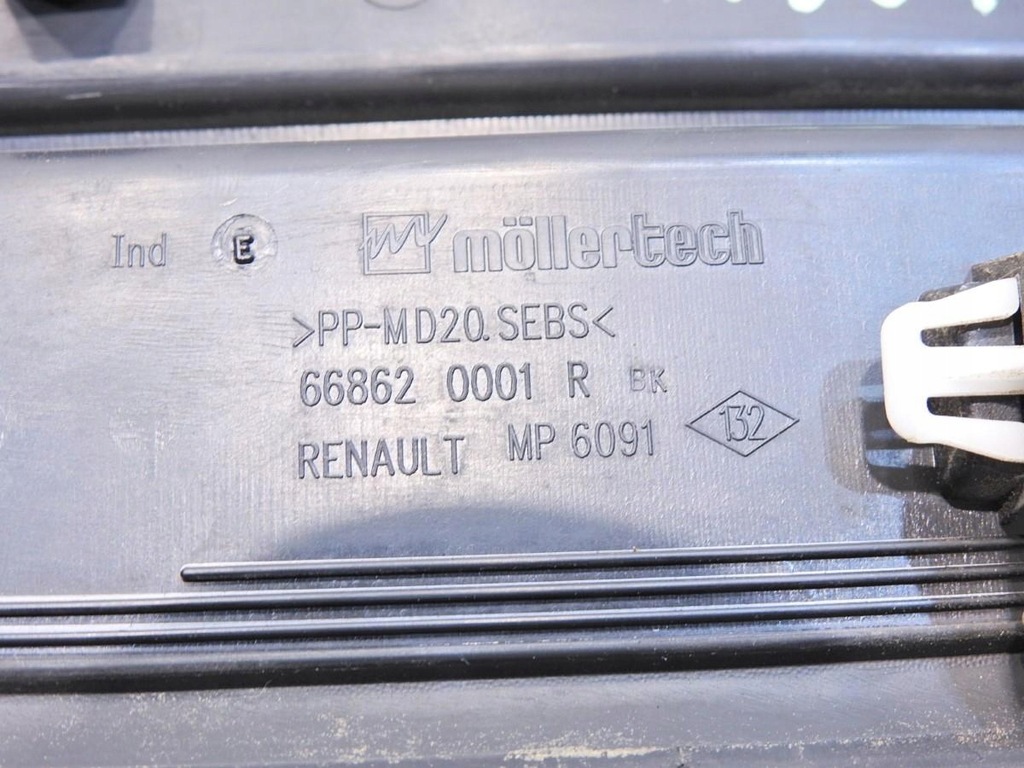 Ind E möllertech
>PP-MD20.SEBS<
66862 0001 R BK
RENAULT MP 6091 132